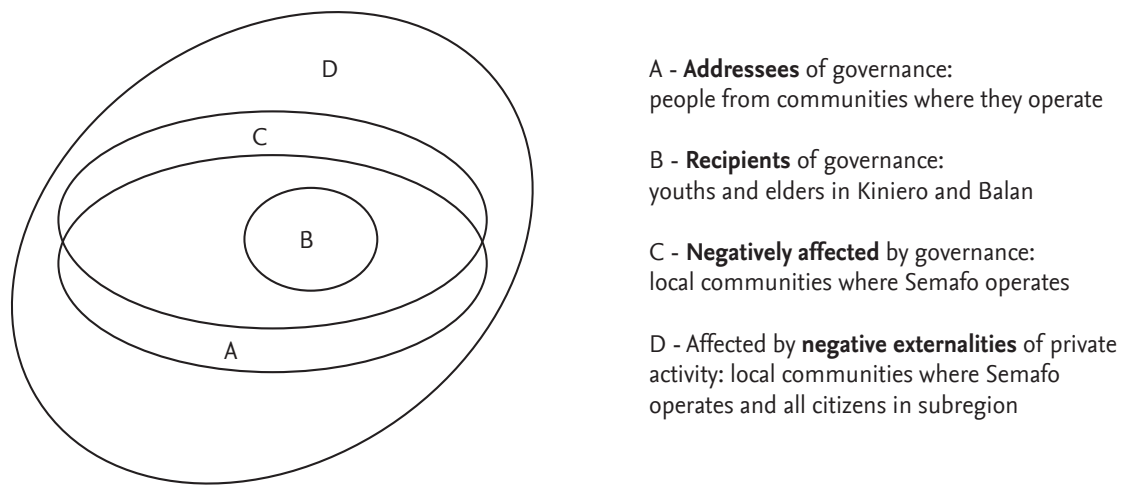 D
C
B
A
A - Addressees of governance:
people from communities where they operate
B - Recipients of governance:
youths and elders in Kiniero and Balan
C - Negatively affected by governance:
local communities where Semafo operates
D - Affected by negative externalities of private
activity: local communities where Semafo
operates and all citizens in subregion